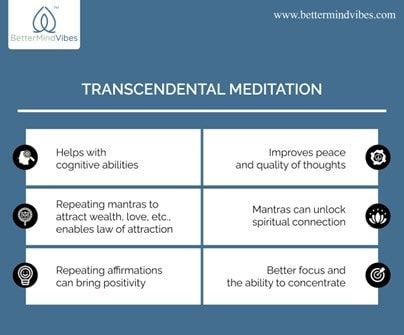 BetterMindVibes
www.bettermindvibes.com
TRANSCENDENTAL MEDITATION
Helps with
cognitive abilities
Improves peace
and quality of thoughts
Repeating mantras to
attract wealth, love, etc.,
enables law of attraction
Mantras can unlock
spiritual connection
Repeating affirmations
can bring positivity
Better focus and
the ability to concentrate